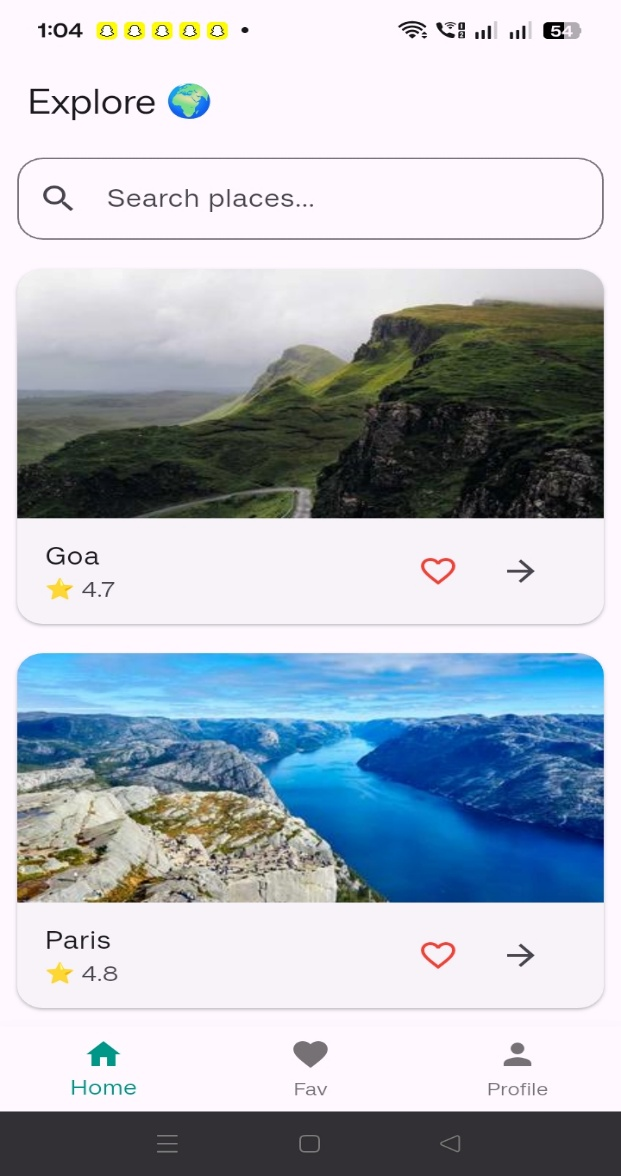 1:04
54
Explore 🌍
Search places...
Goa
⭐ 4.7
Paris
⭐ 4.8
Home
Fav
Profile